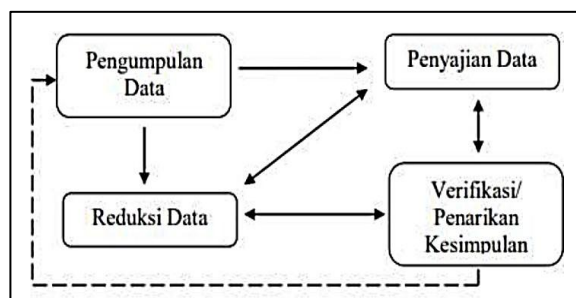 Pengumpulan
Data
Penyajian Data
Reduksi Data
Verifikasi/
Penarikan
Kesimpulan